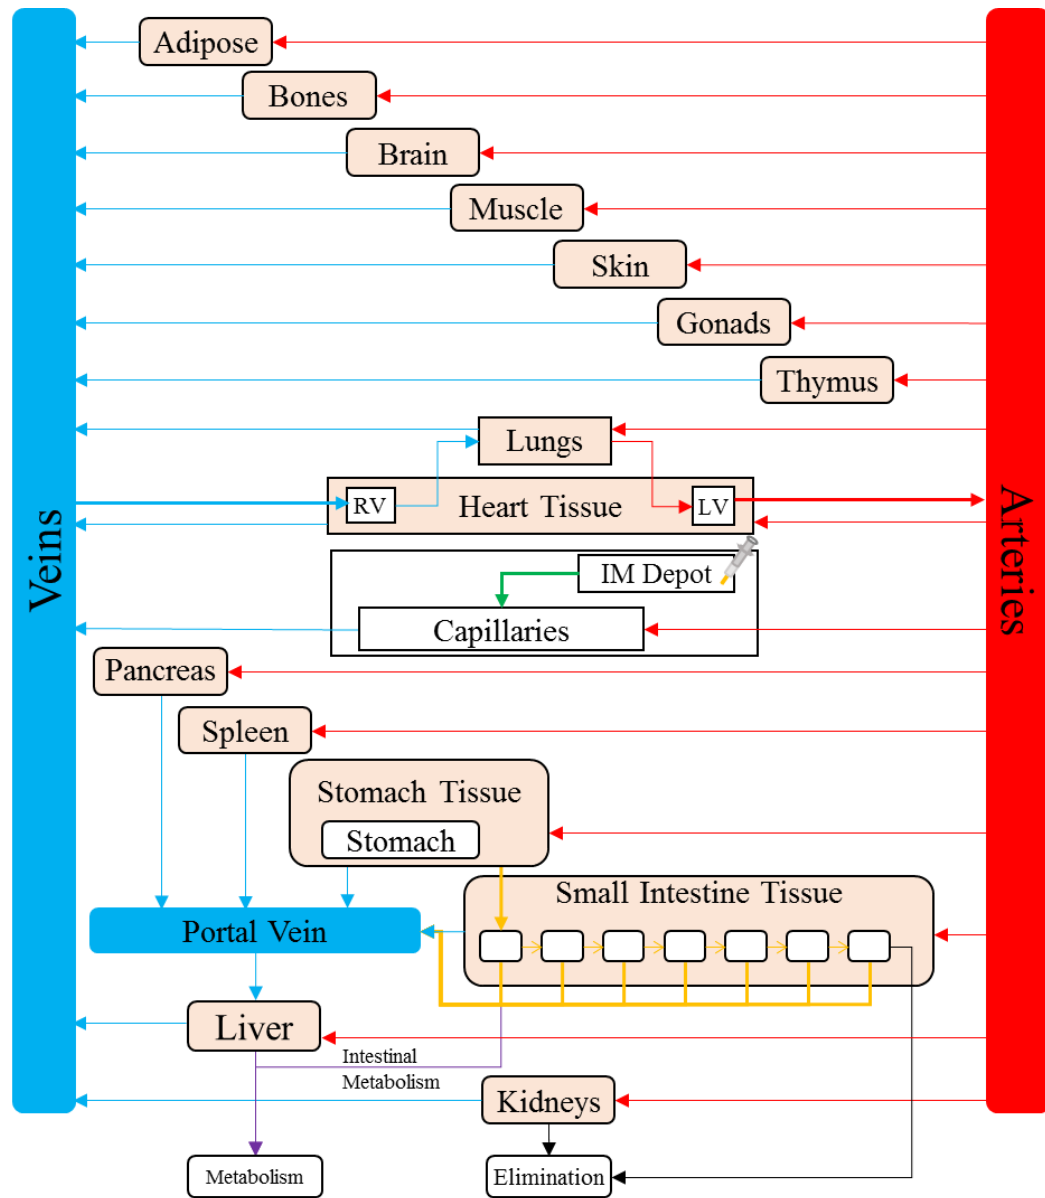 Adipose
Bones
Brain
Muscle
Skin
Gonads
Thymus
Lungs
RV
Heart Tissue
LV
Veins
Arteries
IM Depot
Capillaries
Pancreas
Spleen
Stomach Tissue
Stomach
Small Intestine Tissue
Portal Vein
Liver
Intestinal
Metabolism
Kidneys
Metabolism
Elimination